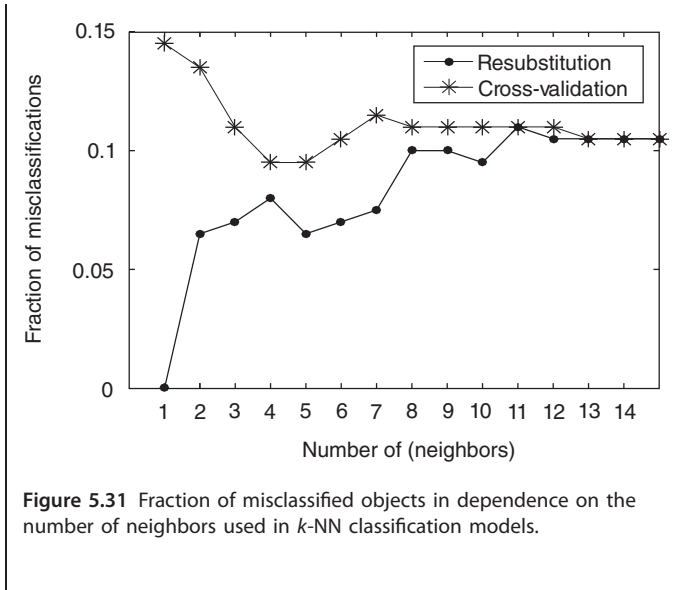 0.15
Resubstitution
Cross-validation
0.1
0.05
0
Fraction of misclassifications
1 2 3 4 5 6 7 8 9 10 11 12 13 14
Number of (neighbors)
Figure 5.31 Fraction of misclassified objects in dependence on the
number of neighbors used in k-NN classification models.